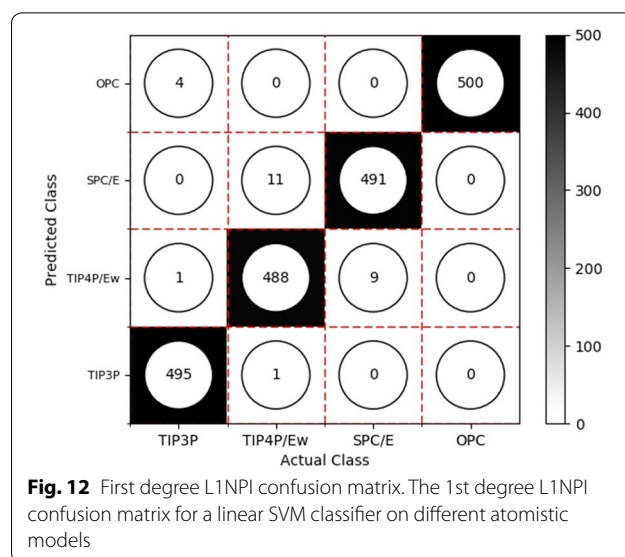 500
OPC
4
0
0
500
400
SPC/E
0
11
491
0
300
Predicted Class
200
TIP4P/Ew
1
488
9
0
100
TIP3P
495
1
0
0
0
TIP3P
TIP4P/Ew
SPC/E
OPC
Actual Class
Fig. 12 First degree L1NPI confusion matrix. The 1st degree L1NPI
confusion matrix for a linear SVM classifier on different atomistic
models